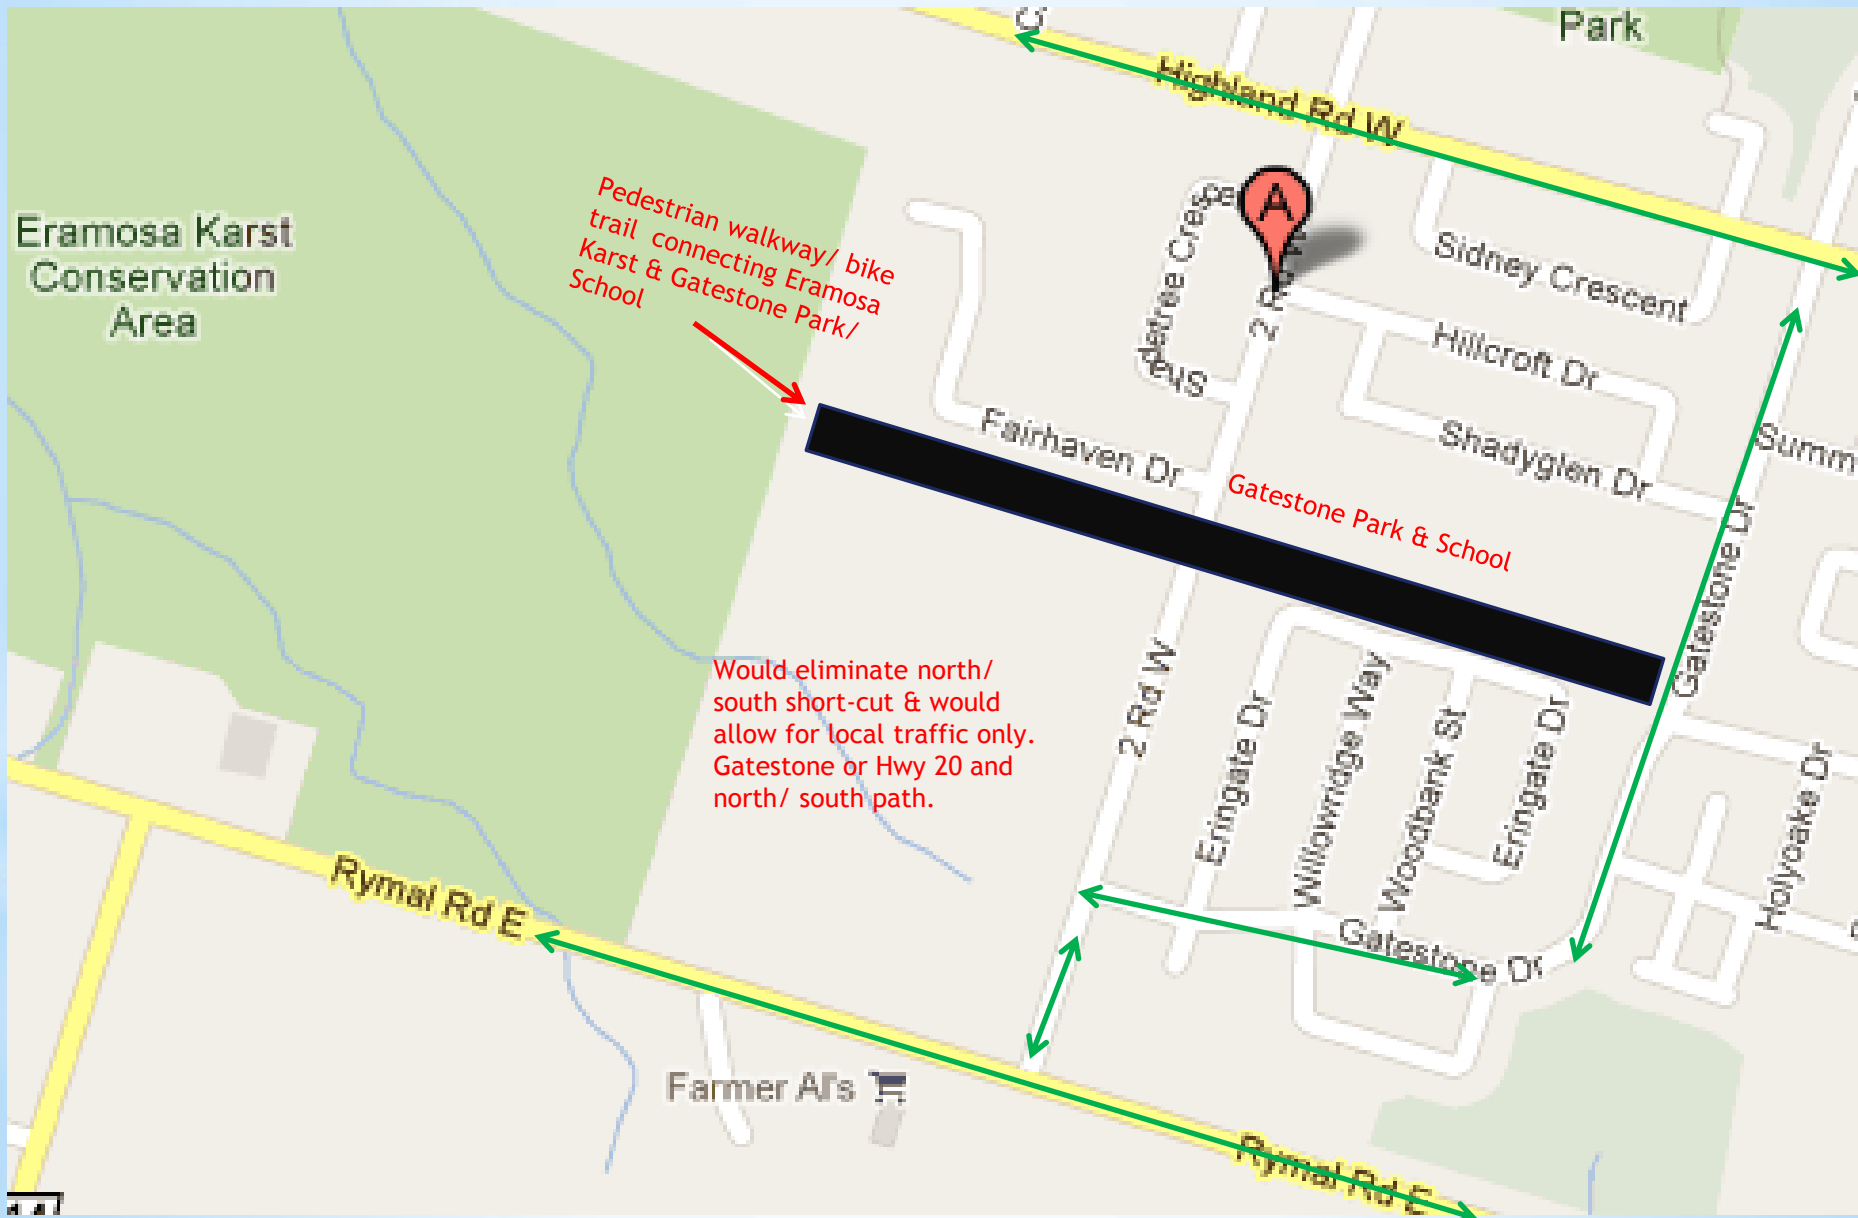 Park
Highland Rd W
A
Eramosa Karst
Conservation
Area
Pedestrian walkway/ bike
trail connecting Eramosa
Karst & Gatestone Park/
School
Sidney Crescent
2 Rd W
Hillcroft Dr
Fairhaven Dr
Shadyglen Dr
Summ
Gatestone Park & School
Gatestone Dr
Would eliminate north/
south short-cut & would
allow for local traffic only.
Gatestone or Hwy 20 and
north/ south path.
2 Rd W
Eringate Dr
Willowridge Way
Woodbank St
Eringate Dr
Holyoake Dr
Rymal Rd E
Gatestone Dr
Farmer Al's
Rymal Rd E